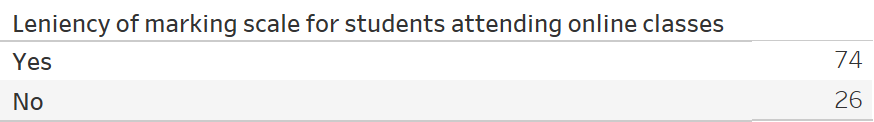 Leniency of marking scale for students attending online classes
Yes 74
No 26